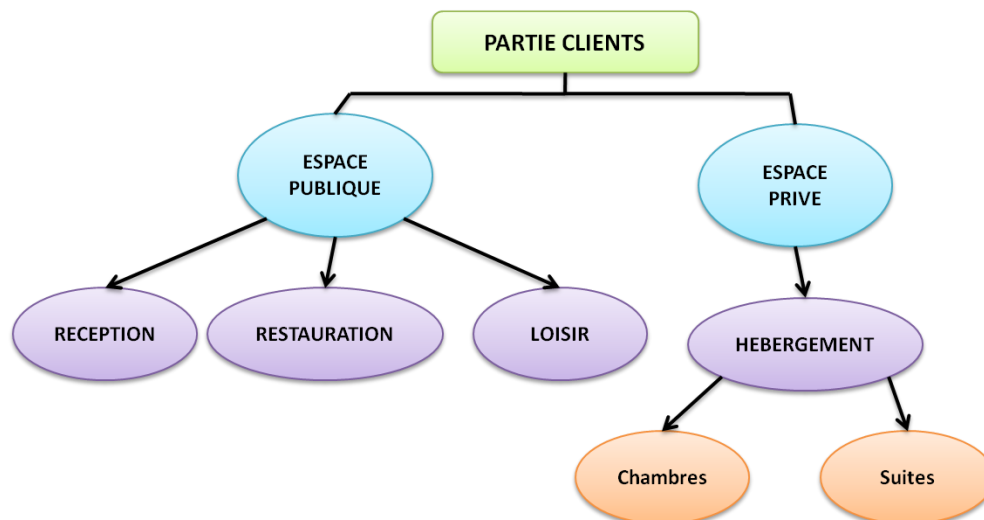 PARTIE CLIENTS
ESPACE
PUBLIQUE
ESPACE
PRIVE
RECEPTION
RESTAURATION
LOISIR
HEBERGEMENT
Chambres
Suites